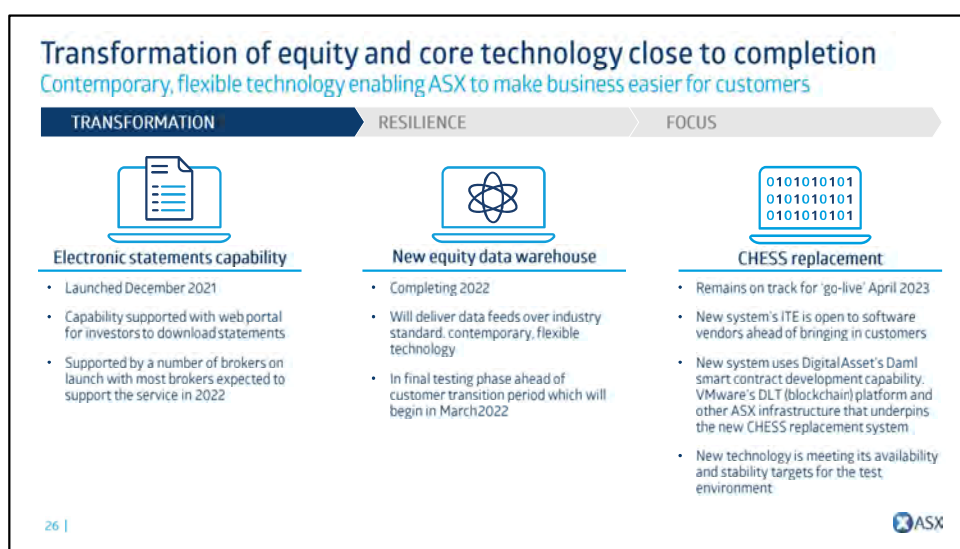 Transformation of equity and core technology close to completion
Contemporary, flexible technology enabling ASX to make business easier for customers
TRANSFORMATION
RESILIENCE
FOCUS
0101010101
0101010101
0101010101
Electronic statements capability
• Launched December 2021
• Capability supported with web portal
for investors to download statements
• Supported by a number of brokers on
launch with most brokers expected to
support the service in 2022
New equity data warehouse
• Completing 2022
• Will deliver data feeds over industry
standard. contemporary, flexible
technology
• In final testing phase ahead of
customer transition period which will
begin in March2022
CHESS replacement
• Remains on track for 'go-live' April 2023
• New system's ITE is open to software
vendors ahead of bringing in customers
• New system uses Digital Asset's Daml
smart contract development capability.
VMware's DLT (blockchain) platform and
other ASX infrastructure that underpins
the new CHESS replacement system
• New technology is meeting its availability
and stability targets for the test
environment
26 |
ASX